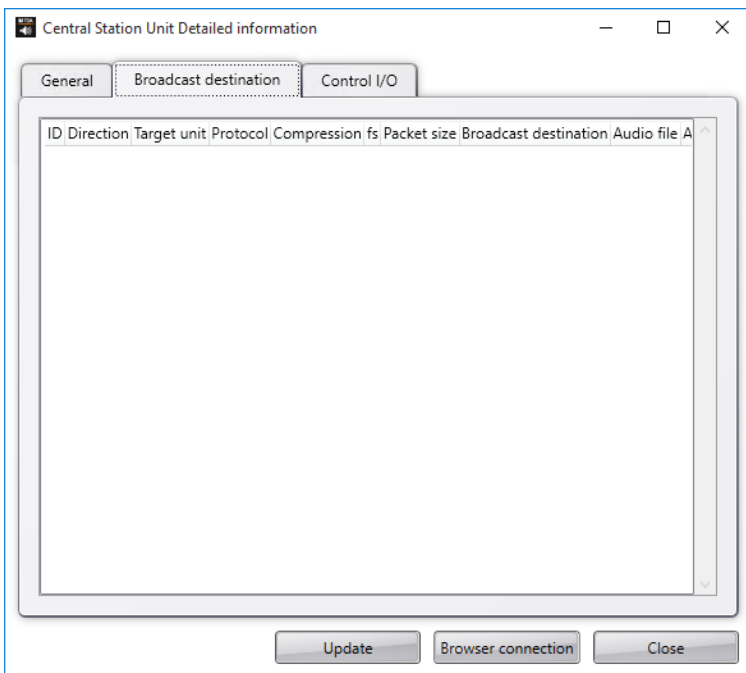 Central Station Unit Detailed information
General Broadcast destination Control I/O
ID Direction Target unit Protocol Compression fs Packet size Broadcast destination Audio file A
Update Browser connection Close